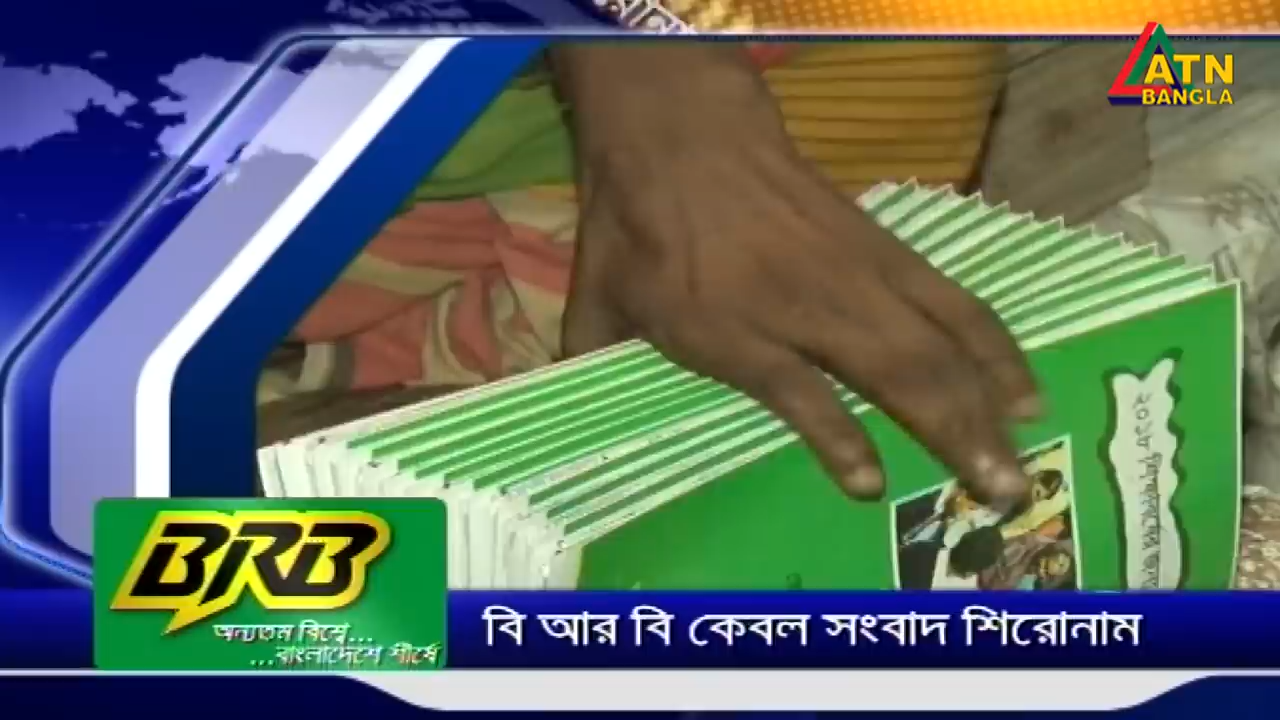 ATN
BANGLA
BRB
অন্যতম বিশ্বে...
...বাংলাদেশে শীর্ষে
বি আর বি কেবল সংবাদ শিরোনাম